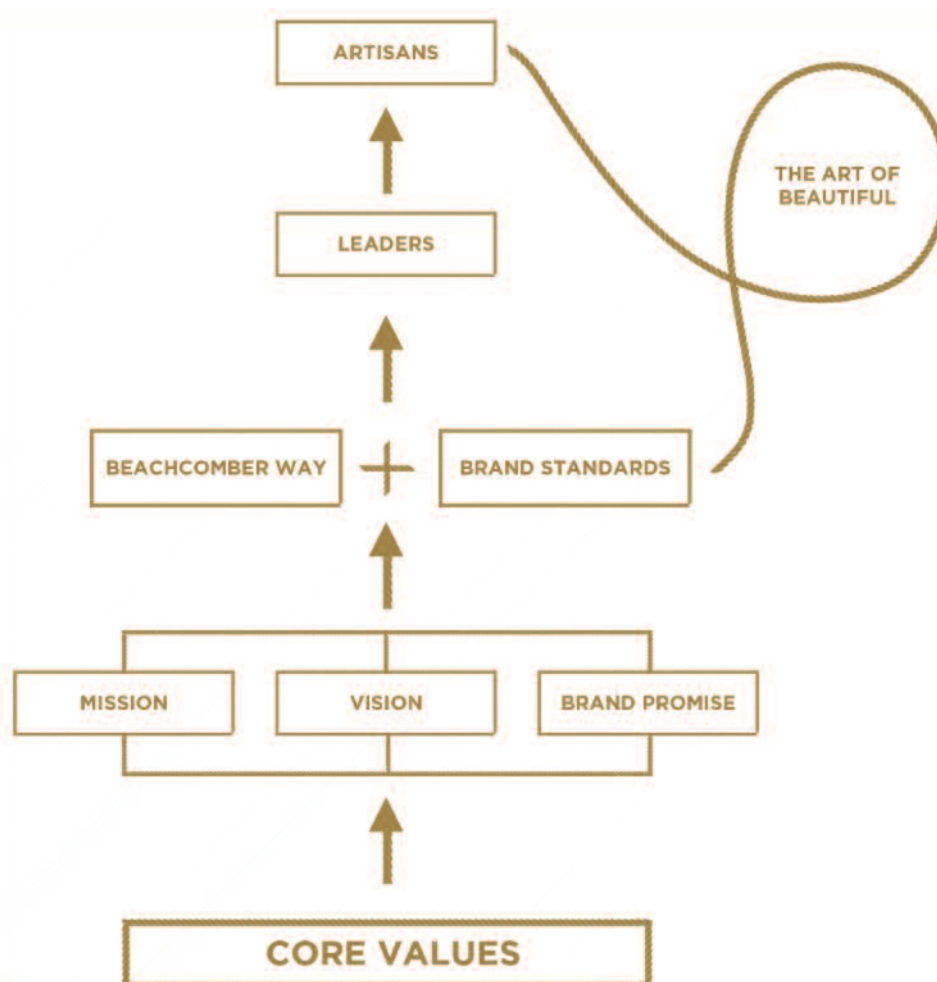 ARTISANS
THE ART OF
BEAUTIFUL
LEADERS
BEACHCOMBER WAY
+
BRAND STANDARDS
MISSION
VISION
BRAND PROMISE
CORE VALUES